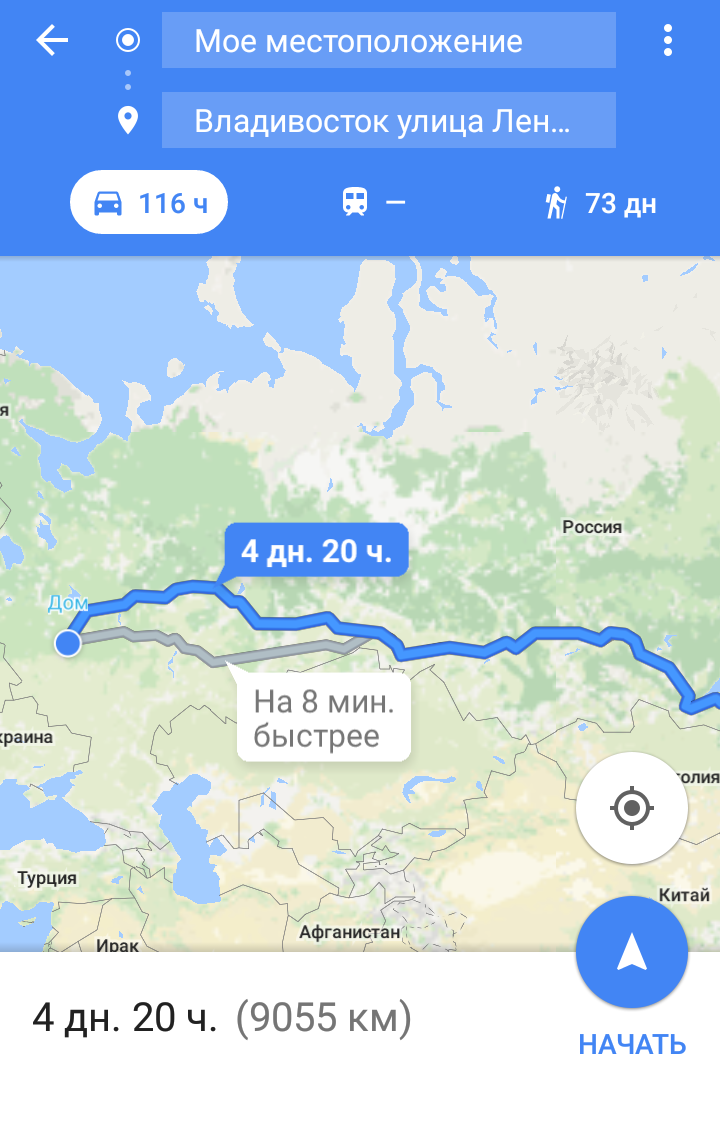 Мое местоположение
Владивосток улица Лен...
116 ч
—
73 дн
я
Россия
4 дн. 20 ч.
Дом
На 8 мин.
быстрее
краина
голия
Турция
Китай
Афганистан
Ирак
4 дн. 20 ч. (9055 км)
НАЧАТЬ